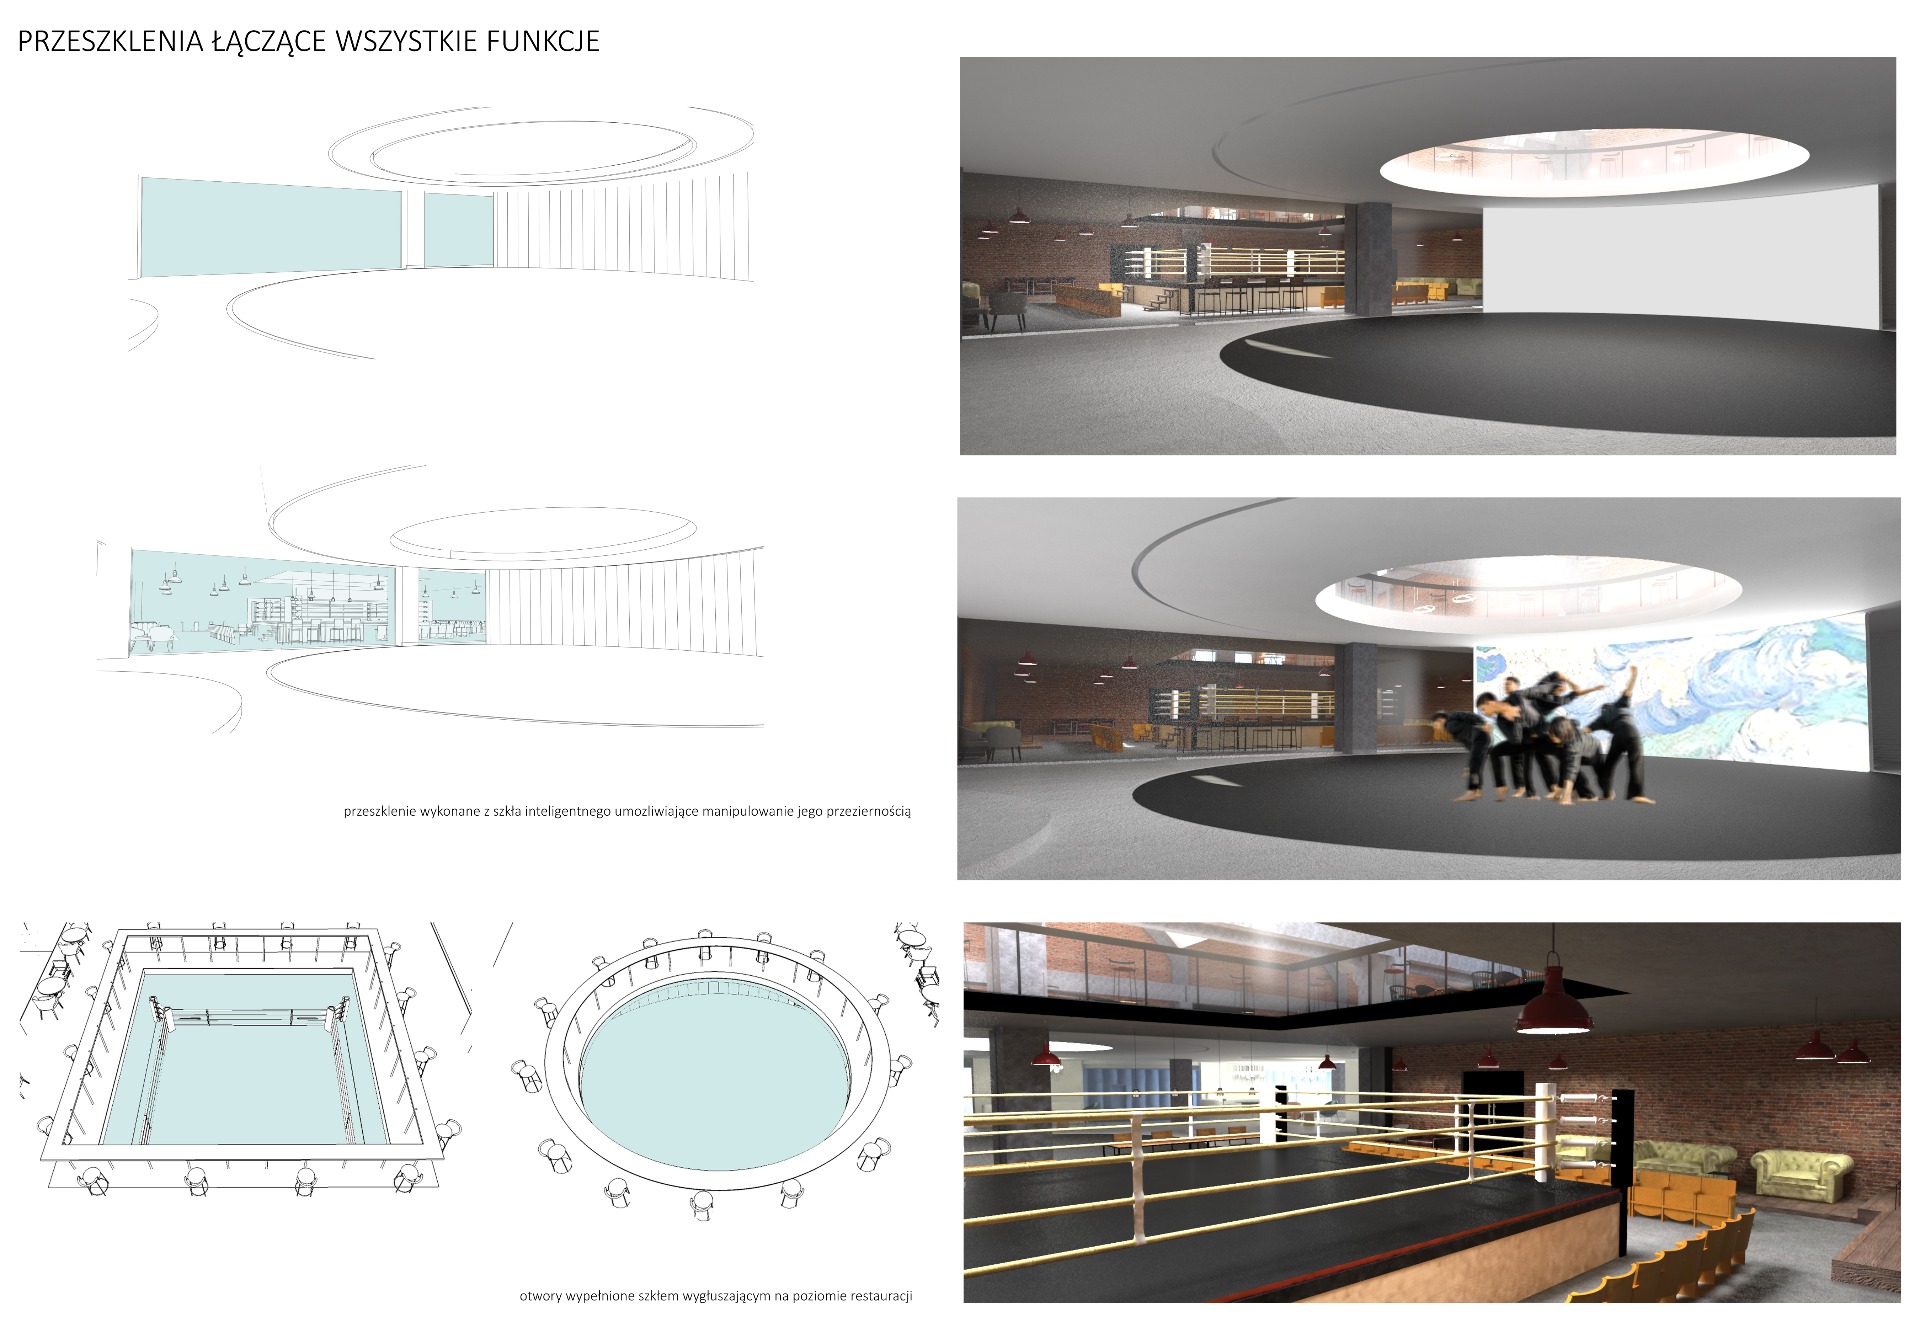 PRZESZKLENIA ŁĄCZĄCE WSZYSTKIE FUNKCJE
przeszklenie wykonane z szkła inteligentnego umozliwiające manipulowanie jego przeziernością
otwory wypełnione szkłem wygłuszającym na poziomie restauracji